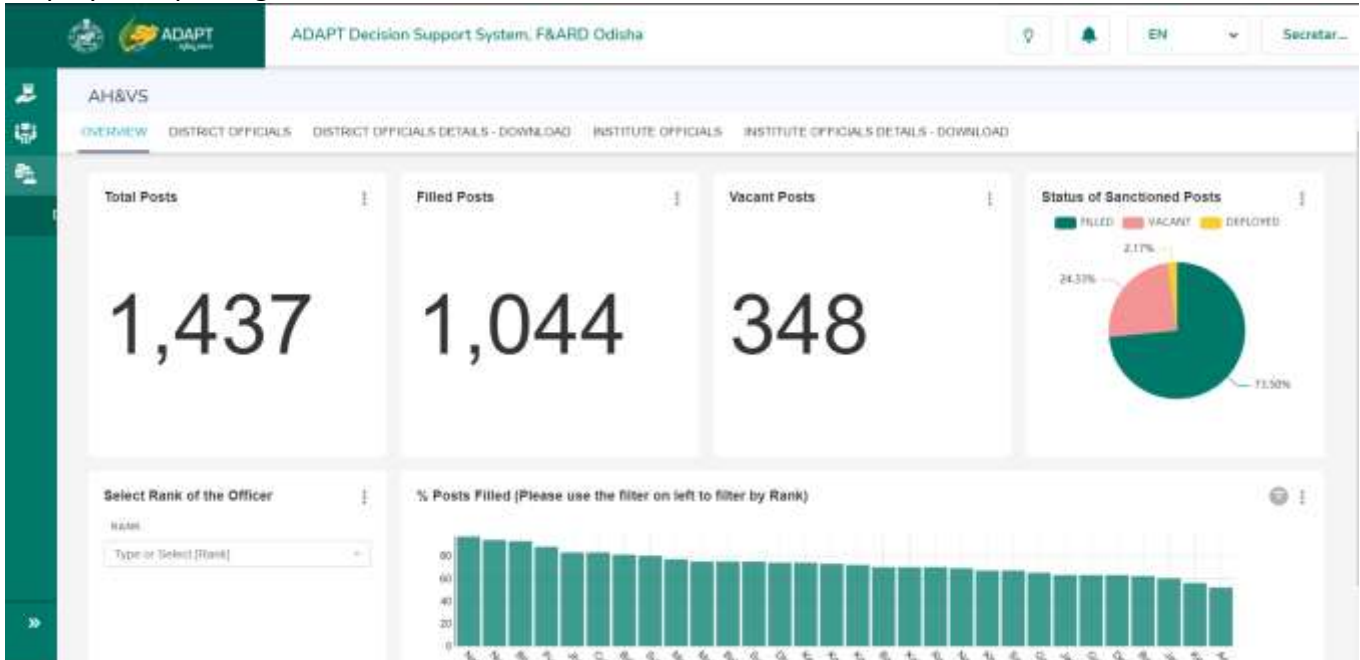 ADAPT
ADAPT Decision Support System, F&ARD Odisha
EN
Secretar...
AH&VS
OVERVIEW
DISTRICT OFFICIALS
DISTRICT OFFICIALS DETAILS - DOWNLOAD
INSTITUTE OFFICIALS
INSTITUTE OFFICIALS DETAILS - DOWNLOAD
Total Posts
1,437
Filled Posts
1,044
Vacant Posts
348
Status of Sanctioned Posts
FILLED
VACANT
DEPLOYED
2.17%
73.50%
Select Rank of the Officer
RANK
Type or Select [Rank]
% Posts Filled (Please use the filter on left to filter by Rank)
80
60
40
20
0